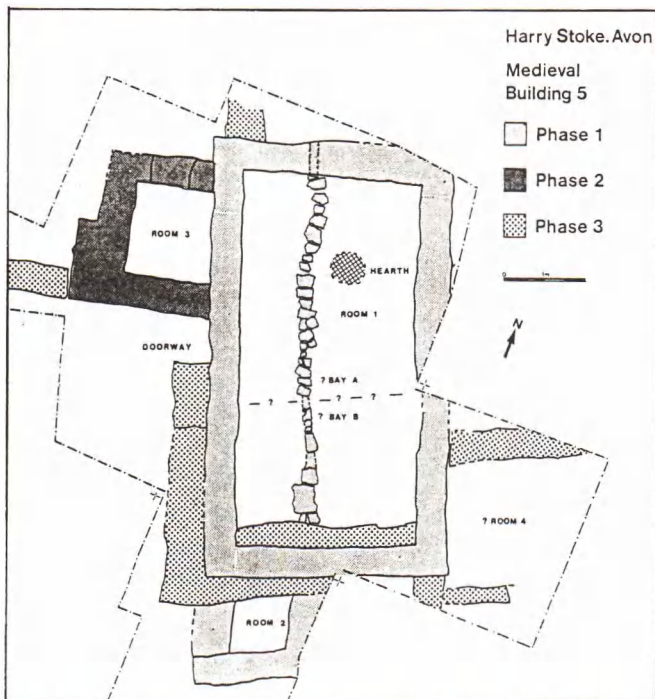 Harry Stoke. Avon
Medieval
Building 5
Phase 1
Phase 2
Phase 3
N
ROOM 3
HEARTH
ROOM 1
DOORWAY
? BAY A
? ? ?
? BAY B
? ROOM 4
ROOM 2